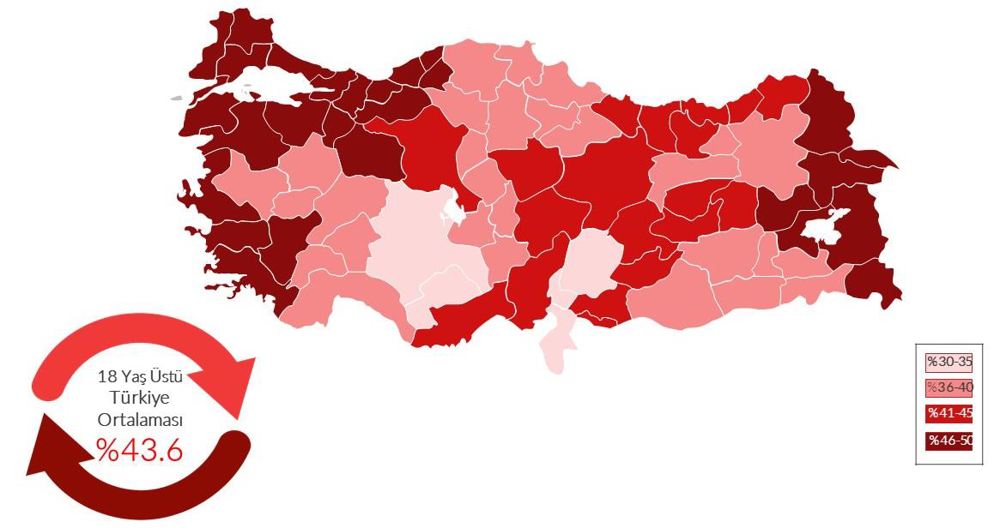 18 Yaş Üstü
Türkiye
Ortalaması
%43.6
%30-35
%36-40
%41-45
%46-50